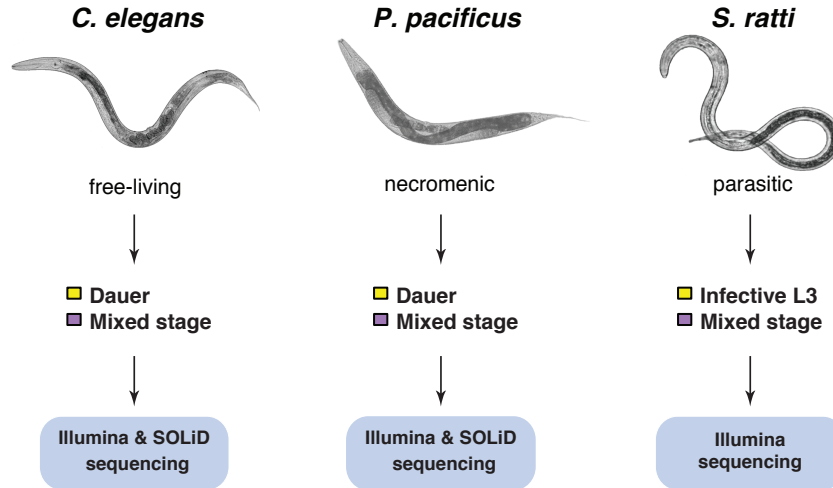 C. elegans
P. pacificus
S. ratti
free-living
necromenic
parasitic
Dauer
Mixed stage
Dauer
Mixed stage
Infective L3
Mixed stage
Illumina & SOLiD
sequencing
Illumina & SOLiD
sequencing
Illumina
sequencing